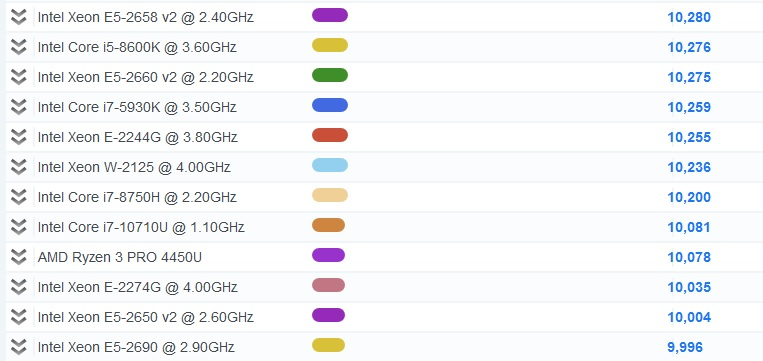 Intel Xeon E5-2658 v2 @ 2.40GHz 10,280
Intel Core i5-8600K @ 3.60GHz 10,276
Intel Xeon E5-2660 v2 @ 2.20GHz 10,275
Intel Core i7-5930K @ 3.50GHz 10,259
Intel Xeon E-2244G @ 3.80GHz 10,255
Intel Xeon W-2125 @ 4.00GHz 10,236
Intel Core i7-8750H @ 2.20GHz 10,200
Intel Core i7-10710U @ 1.10GHz 10,081
AMD Ryzen 3 PRO 4450U 10,078
Intel Xeon E-2274G @ 4.00GHz 10,035
Intel Xeon E5-2650 v2 @ 2.60GHz 10,004
Intel Xeon E5-2690 @ 2.90GHz 9,996